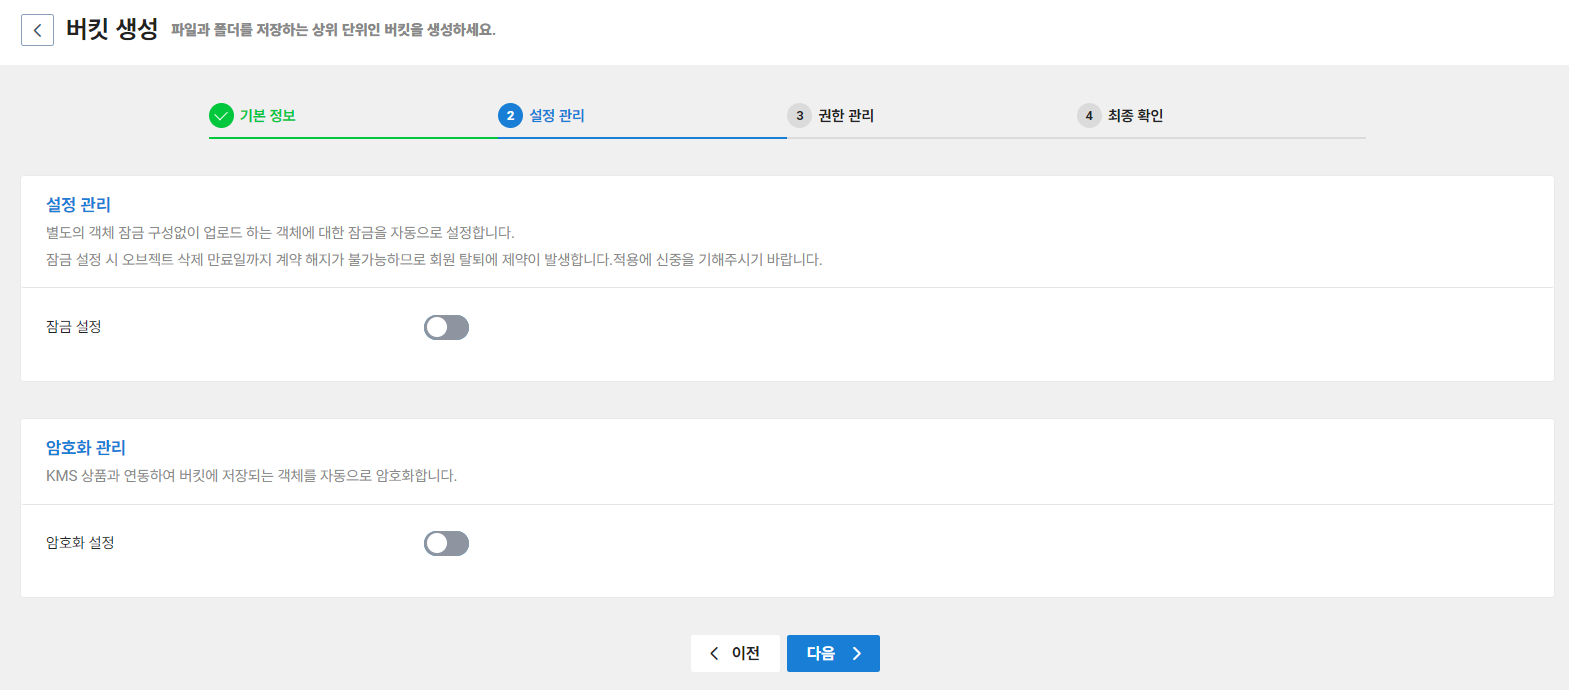 버킷 생성 파일과 폴더를 저장하는 상위 단위인 버킷을 생성하세요.
기본 정보 2 설정 관리 3 권한 관리 4 최종 확인
설정 관리
별도의 객체 잠금 구성없이 업로드 하는 객체에 대한 잠금을 자동으로 설정합니다.
잠금 설정 시 오브젝트 삭제 만료일까지 계약 해지가 불가능하므로 회원 탈퇴에 제약이 발생합니다.적용에 신중을 기해주시기 바랍니다.
잠금 설정
암호화 관리
KMS 상품과 연동하여 버킷에 저장되는 객체를 자동으로 암호화합니다.
암호화 설정
이전 다음